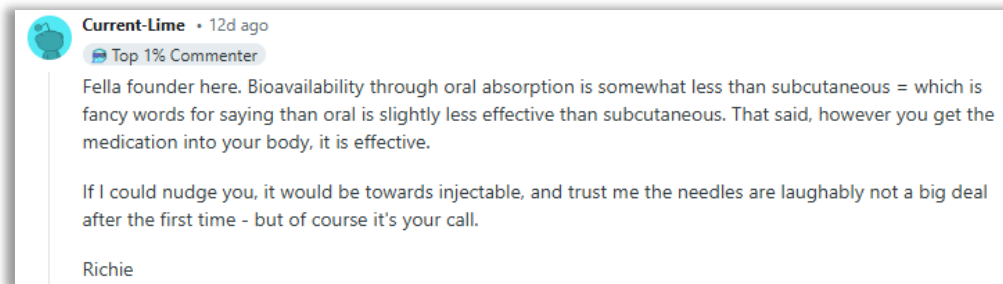 Current-Lime • 12d ago
Top 1% Commenter
Fella founder here. Bioavailability through oral absorption is somewhat less than subcutaneous = which is
fancy words for saying than oral is slightly less effective than subcutaneous. That said, however you get the
medication into your body, it is effective.
If I could nudge you, it would be towards injectable, and trust me the needles are laughably not a big deal
after the first time - but of course it's your call.
Richie